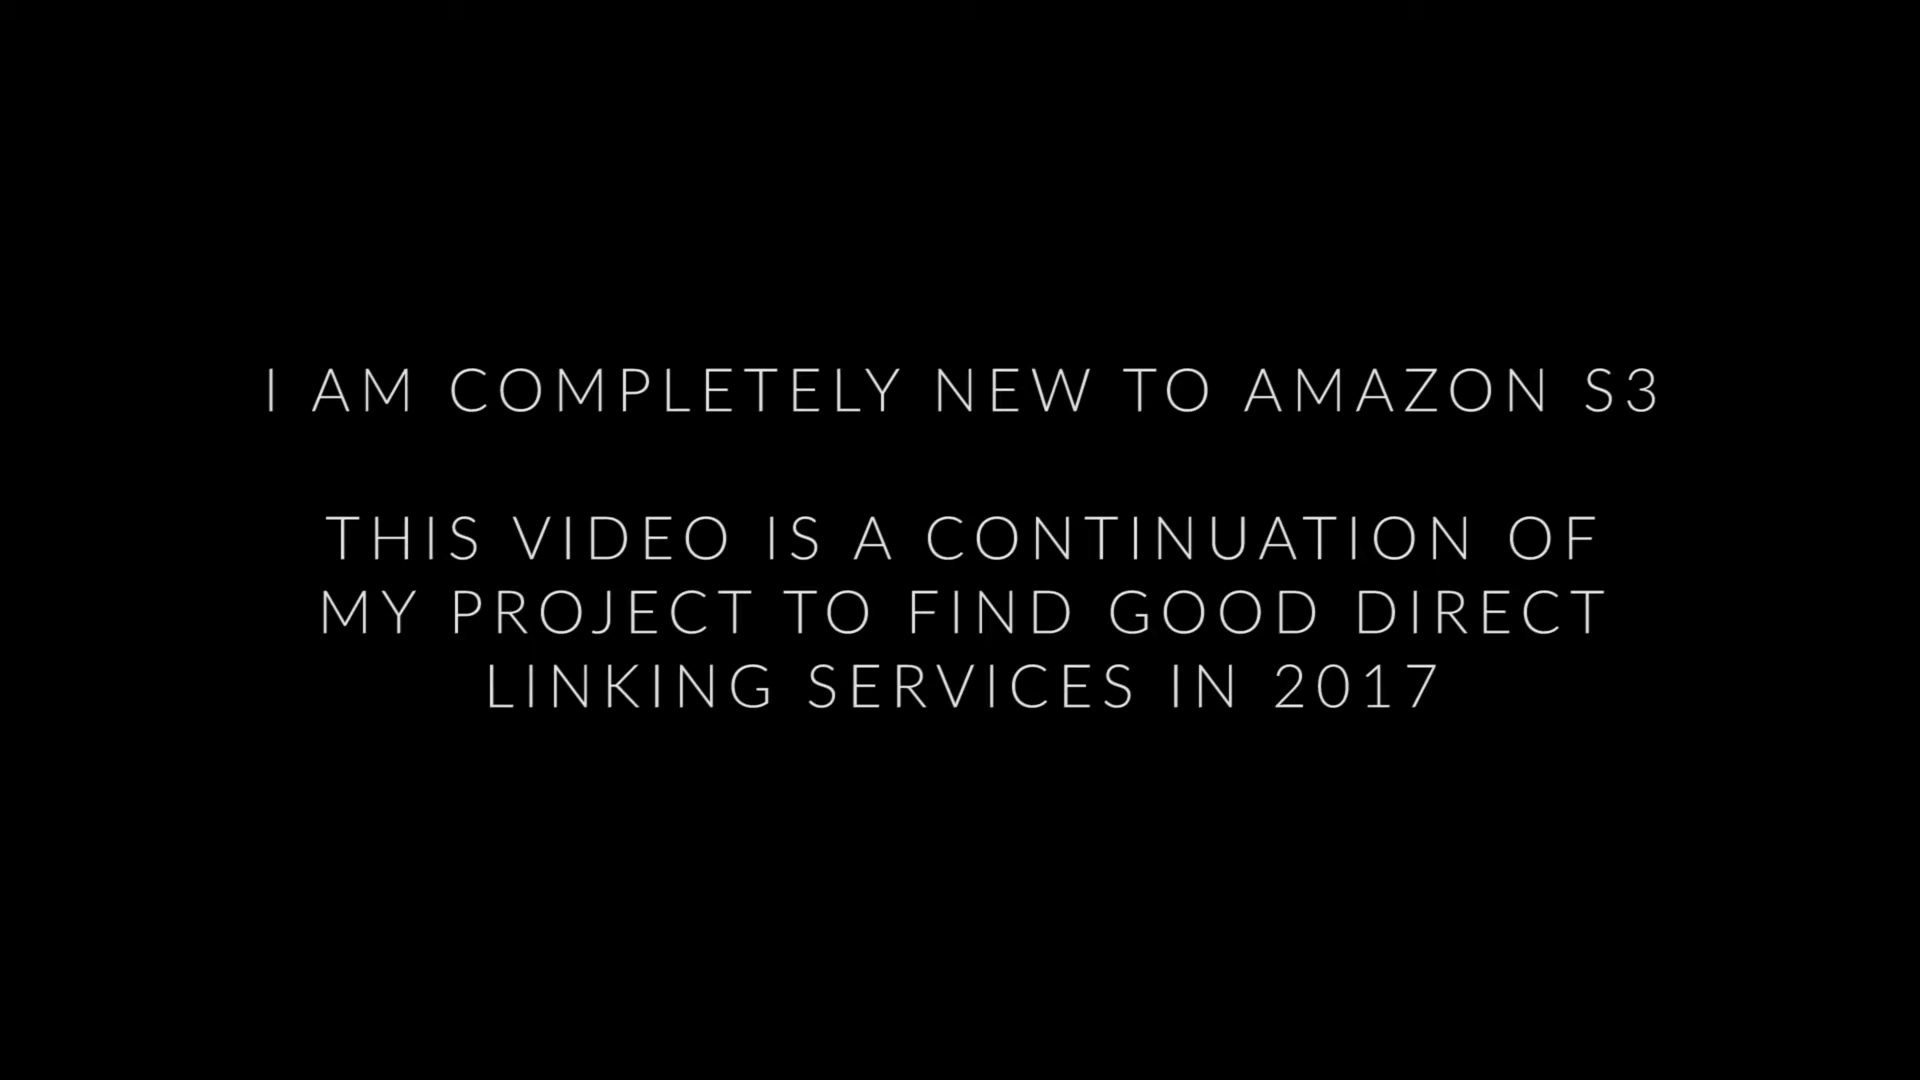 I AM COMPLETELY NEW TO AMAZON S3
THIS VIDEO IS A CONTINUATION OF
MY PROJECT TO FIND GOOD DIRECT
LINKING SERVICES IN 2017